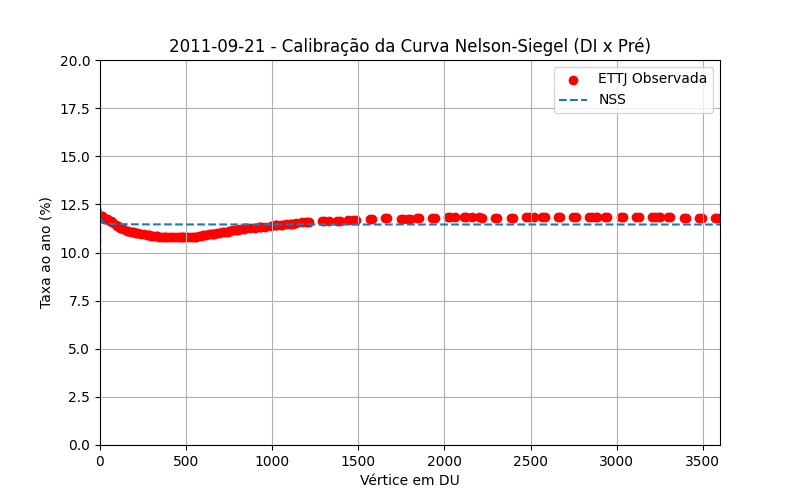 2011-09-21 - Calibração da Curva Nelson-Siegel (DI x Pré)
ETTJ Observada
NSS
Taxa ao ano (%)
20.0
17.5
15.0
12.5
10.0
7.5
5.0
2.5
0.0
0 500 1000 1500 2000 2500 3000 3500
Vértice em DU